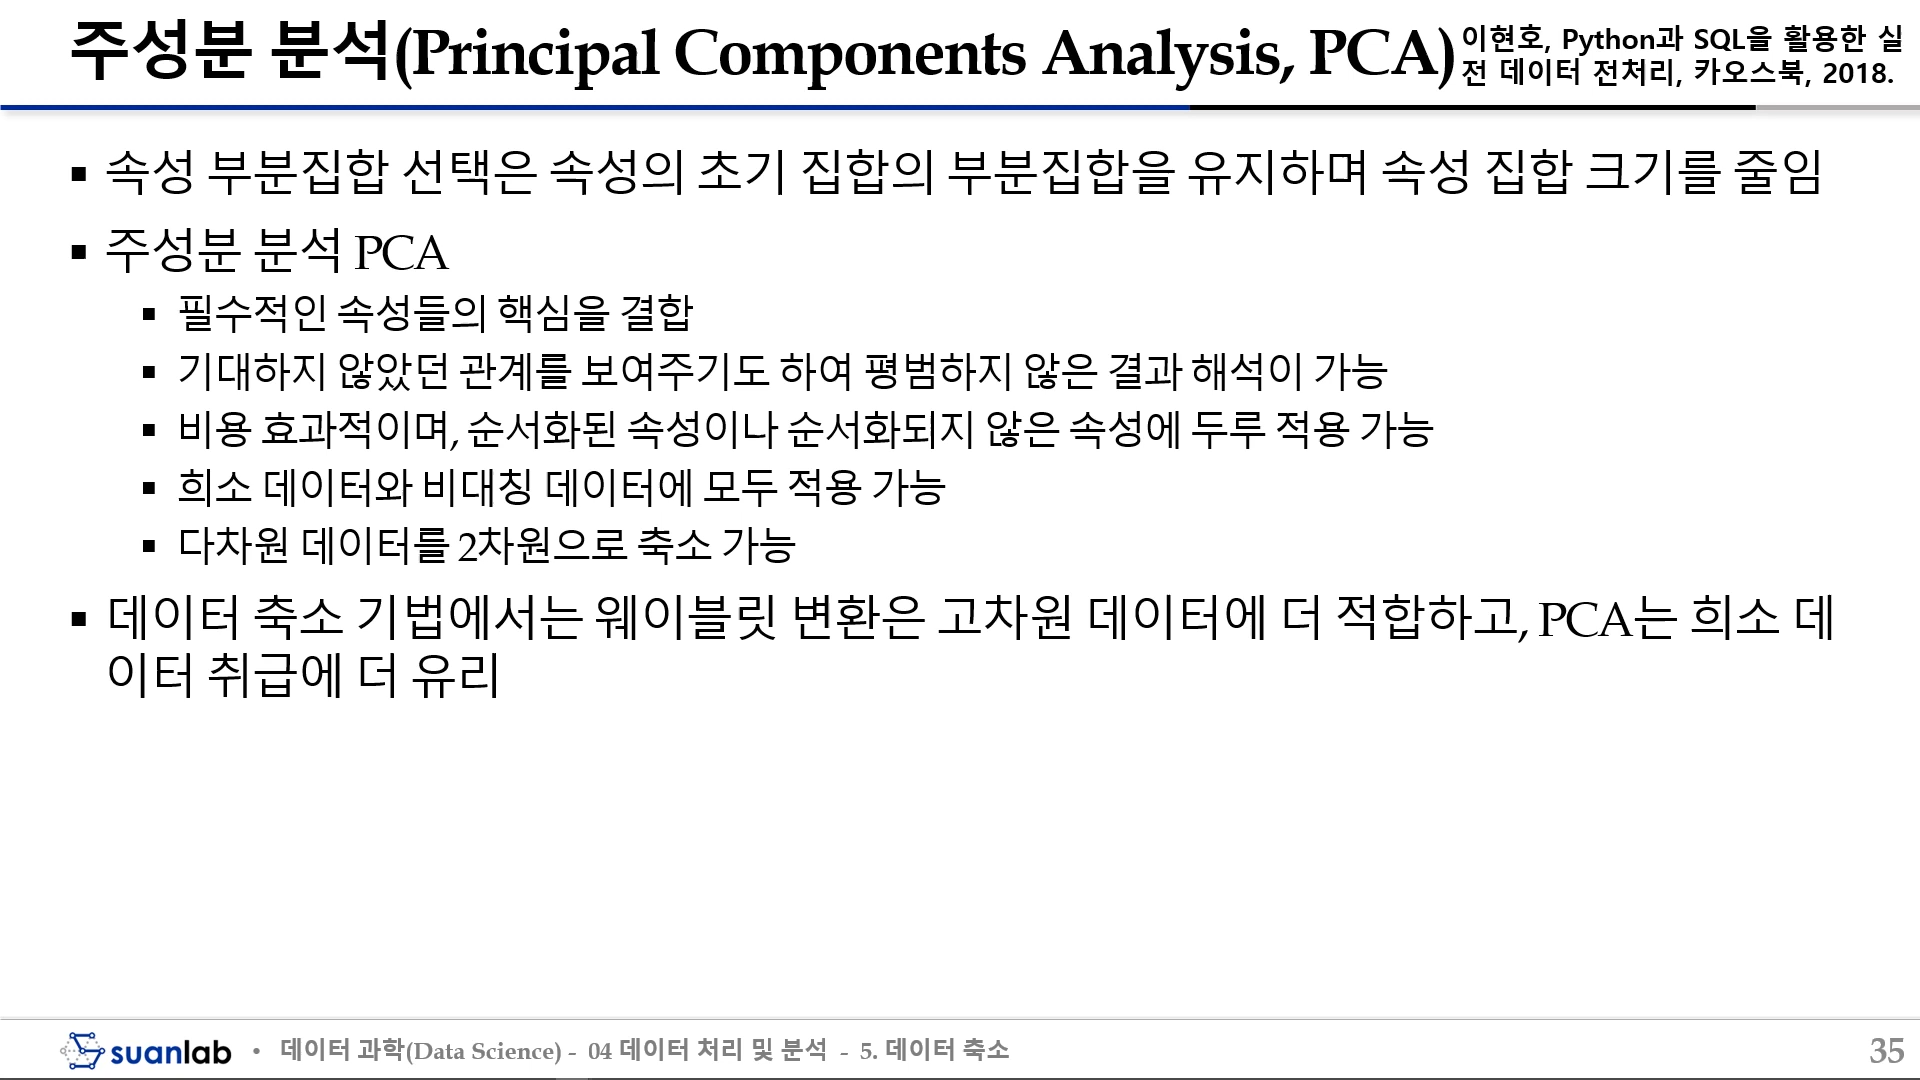 주성분 분석(Principal Components Analysis, PCA)
이현호, Python과 SQL을 활용한 실
전 데이터 전처리, 카오스북, 2018.
▪ 속성 부분집합 선택은 속성의 초기 집합의 부분집합을 유지하며 속성 집합 크기를 줄임
▪ 주성분 분석 PCA
▪ 필수적인 속성들의 핵심을 결합
▪ 기대하지 않았던 관계를 보여주기도 하여 평범하지 않은 결과 해석이 가능
▪ 비용 효과적이며, 순서화된 속성이나 순서화되지 않은 속성에 두루 적용 가능
▪ 희소 데이터와 비대칭 데이터에 모두 적용 가능
▪ 다차원 데이터를 2차원으로 축소 가능
▪ 데이터 축소 기법에서는 웨이블릿 변환은 고차원 데이터에 더 적합하고, PCA는 희소 데
이터 취급에 더 유리
suanlab • 데이터 과학(Data Science) - 04 데이터 처리 및 분석 - 5. 데이터 축소
35